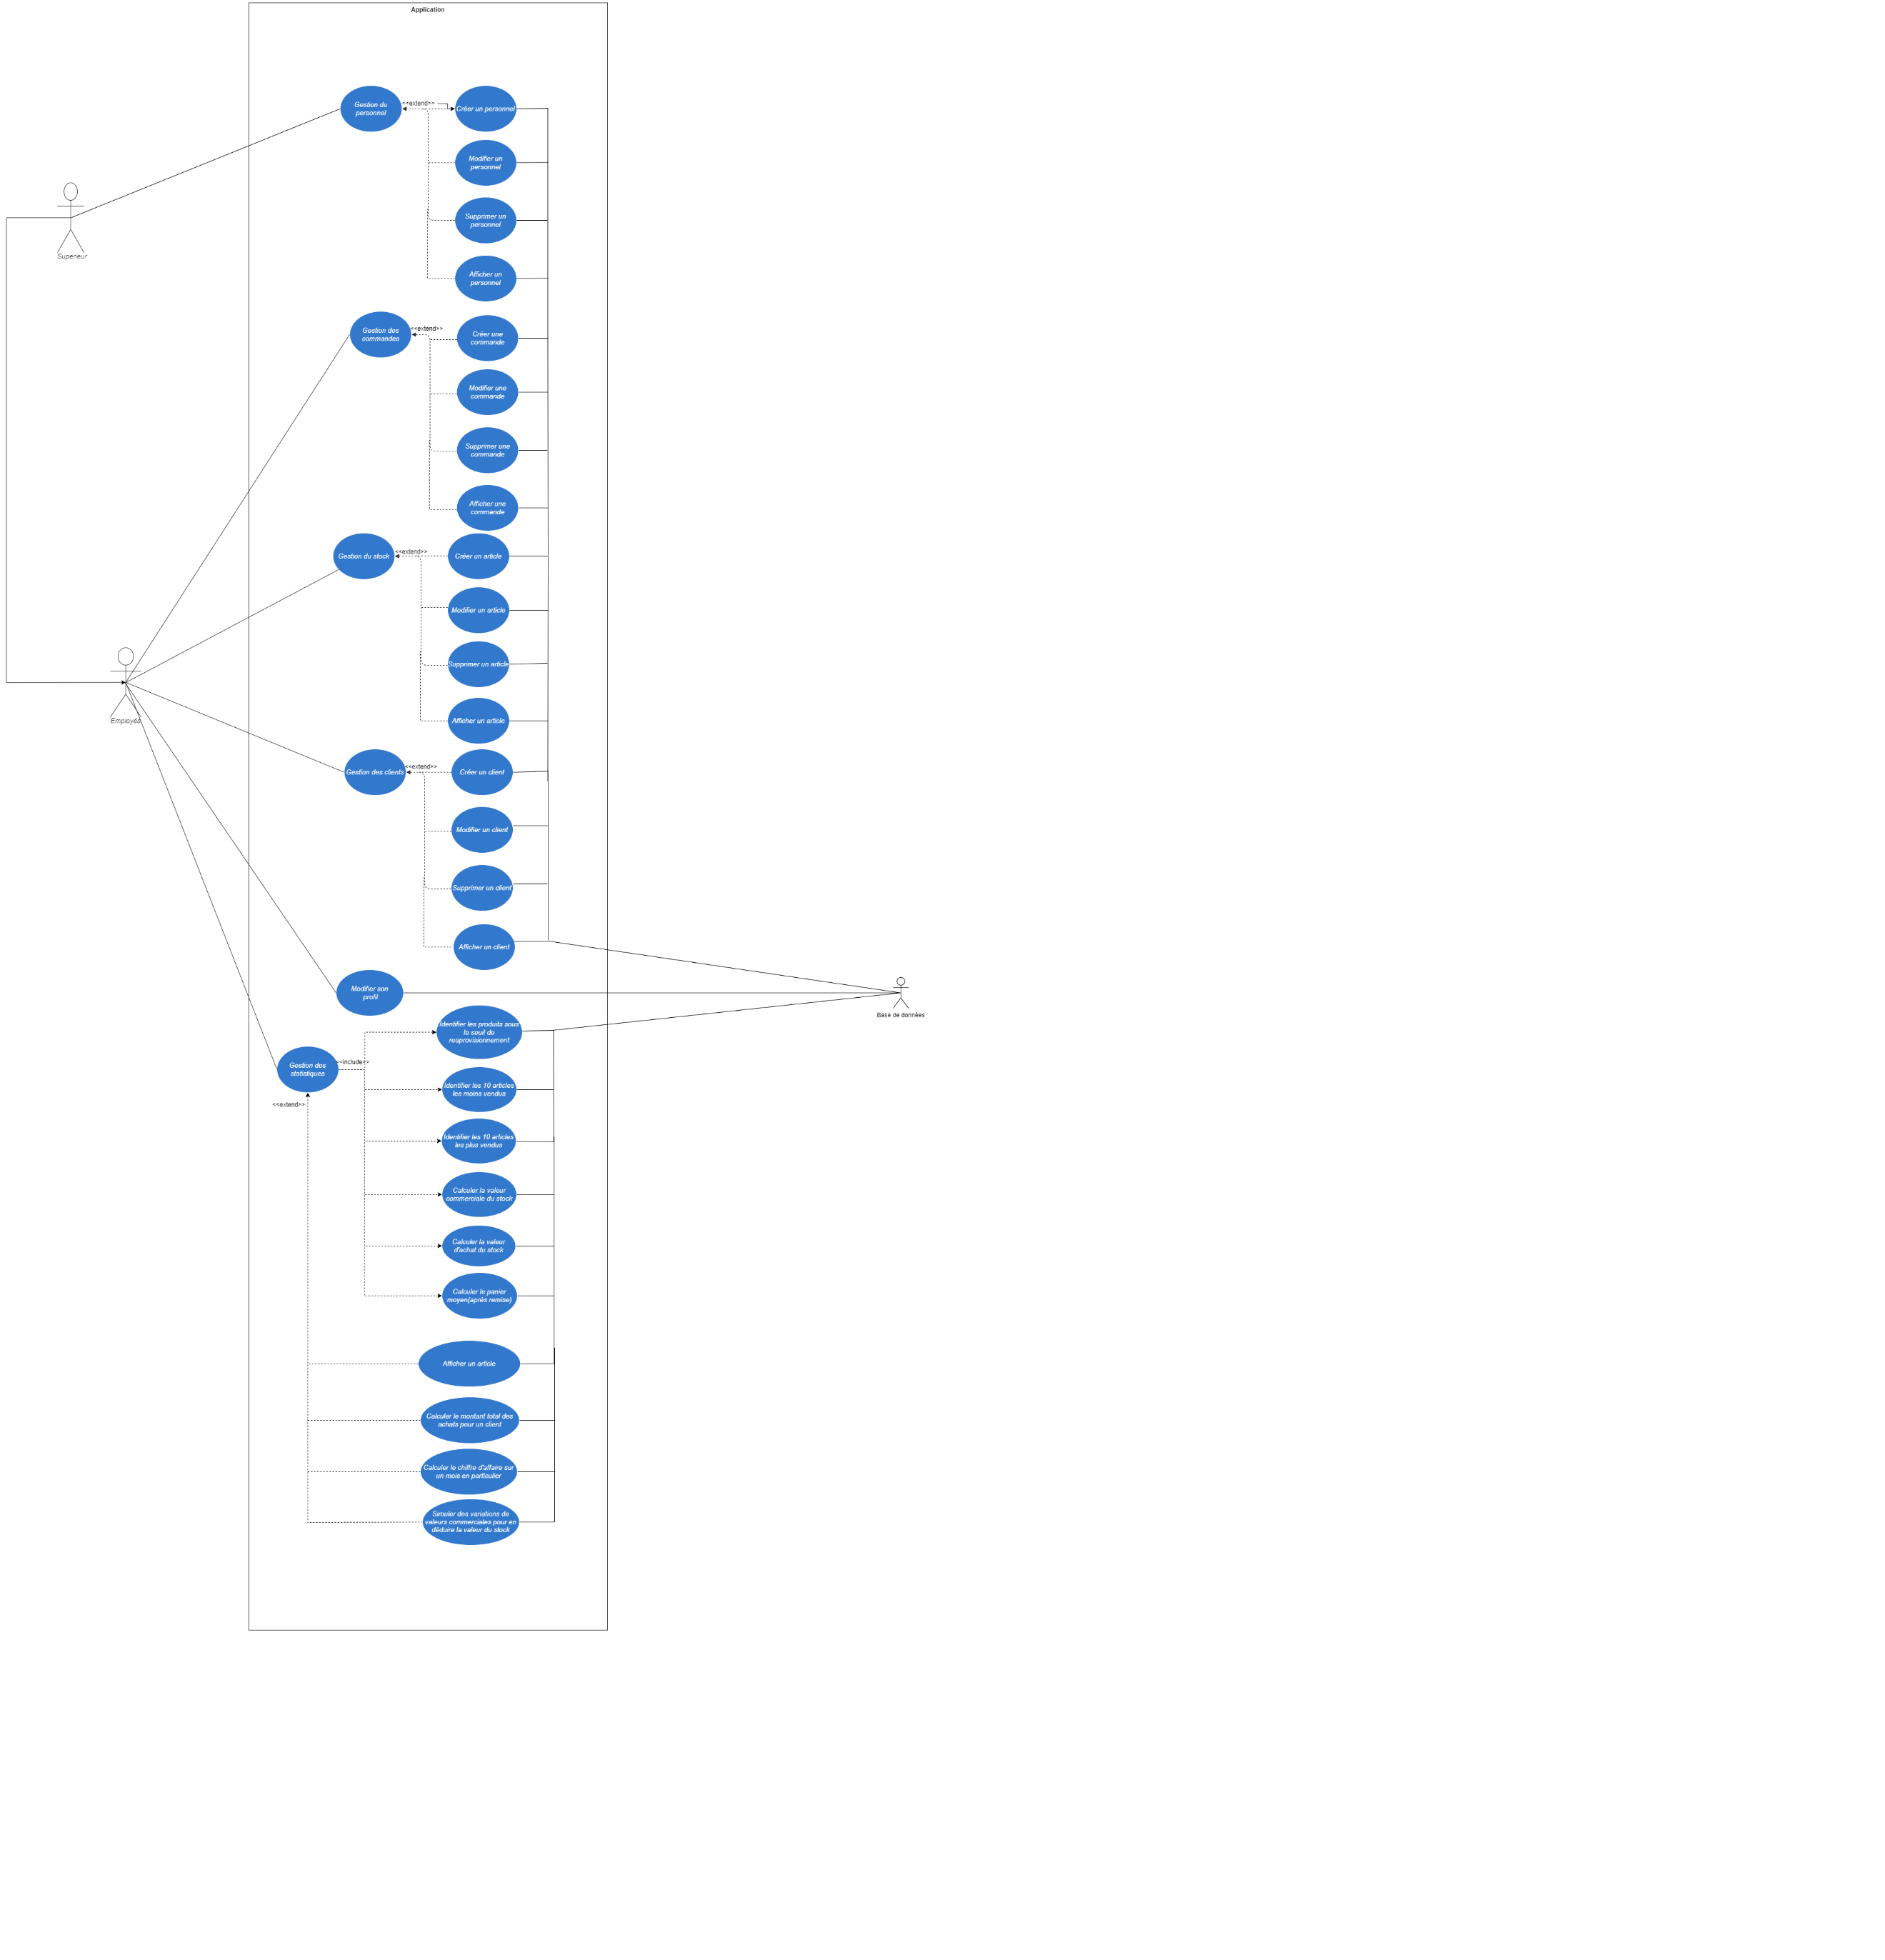 Application
Gestion du
personnel
<<extend>>
Créer un personnel
Modifier un
personnel
Supprimer un
personnel
Superieur
Afficher un
personnel
Gestion des
commandes
<<extend>>
Créer une
commande
Modifier une
commande
Supprimer une
commande
Afficher une
commande
Gestion du stock
<<extend>>
Créer un article
Modifier un article
Supprimer un article
Employés
Afficher un article
Gestion des clients
<<extend>>
Créer un client
Modifier un client
Supprimer un client
Afficher un client
Modifier son
profil
Base de données
Identifier les produits sous
le seuil de
reaprovisionnement
Gestion des
statistiques
<<include>>
<<extend>>
Identifier les 10 articles
les moins vendus
Identifier les 10 articles
les plus vendus
Calculer la valeur
commerciale du stock
Calculer la valeur
d'achat du stock
Calculer le panier
moyen(aprés remise)
Afficher un article
Calculer le montant total des
achats pour un client
Calculer le chiffre d'affaire sur
un mois en particulier
Simuler des variations de
valeurs commerciales pour en
déduire la valeur du stock